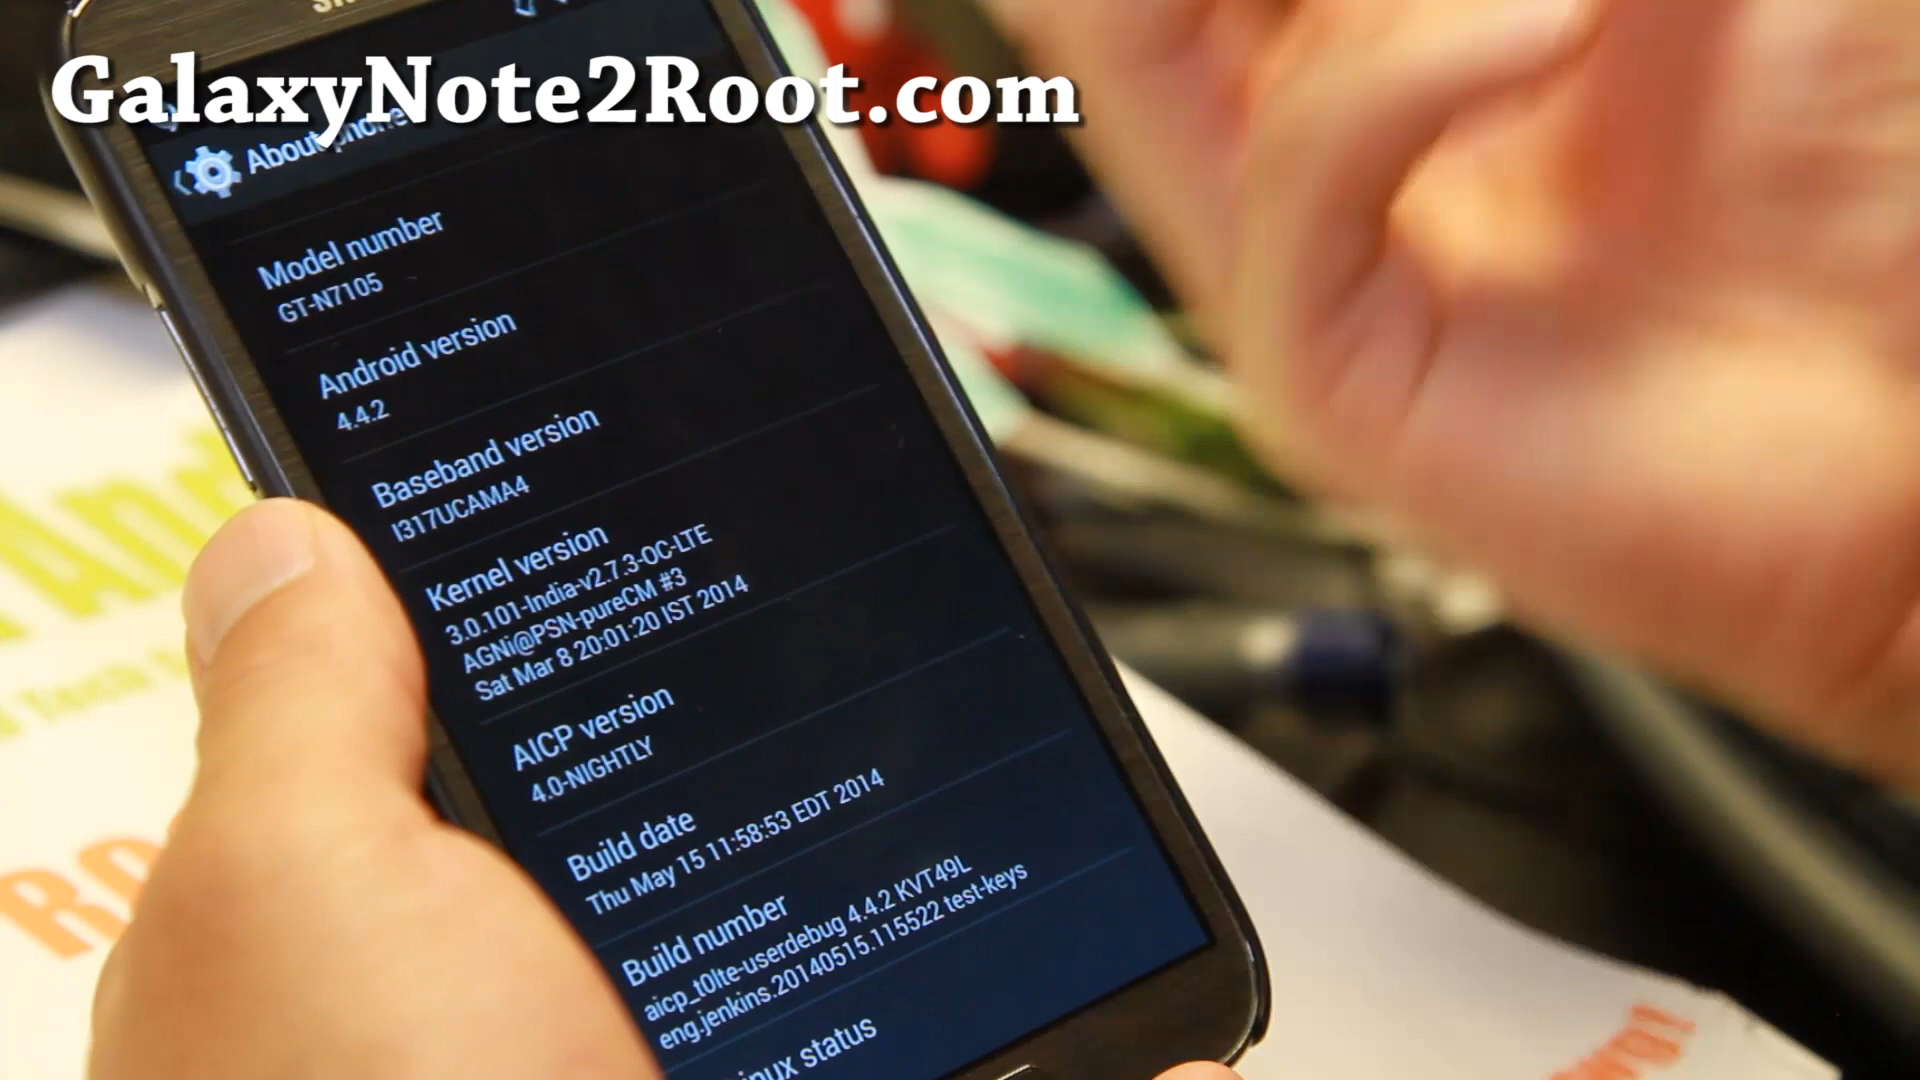 GalaxyNote2Root.com
About phone
Model number
GT-N7105
Android version
4.4.2
Baseband version
I317UCAMA4
Kernel version
3.0.101-India-v2.7.3-OC-LTE
AGNi@PSN-pureCM #3
Sat Mar 8 20:01:20 IST 2014
AICP version
4.0-NIGHTLY
Build date
Thu May 15 11:58:53 EDT 2014
Build number
aicp_t0lte-userdebug 4.4.2 KVT49L
eng.jenkins.20140515.115522 test-keys
status